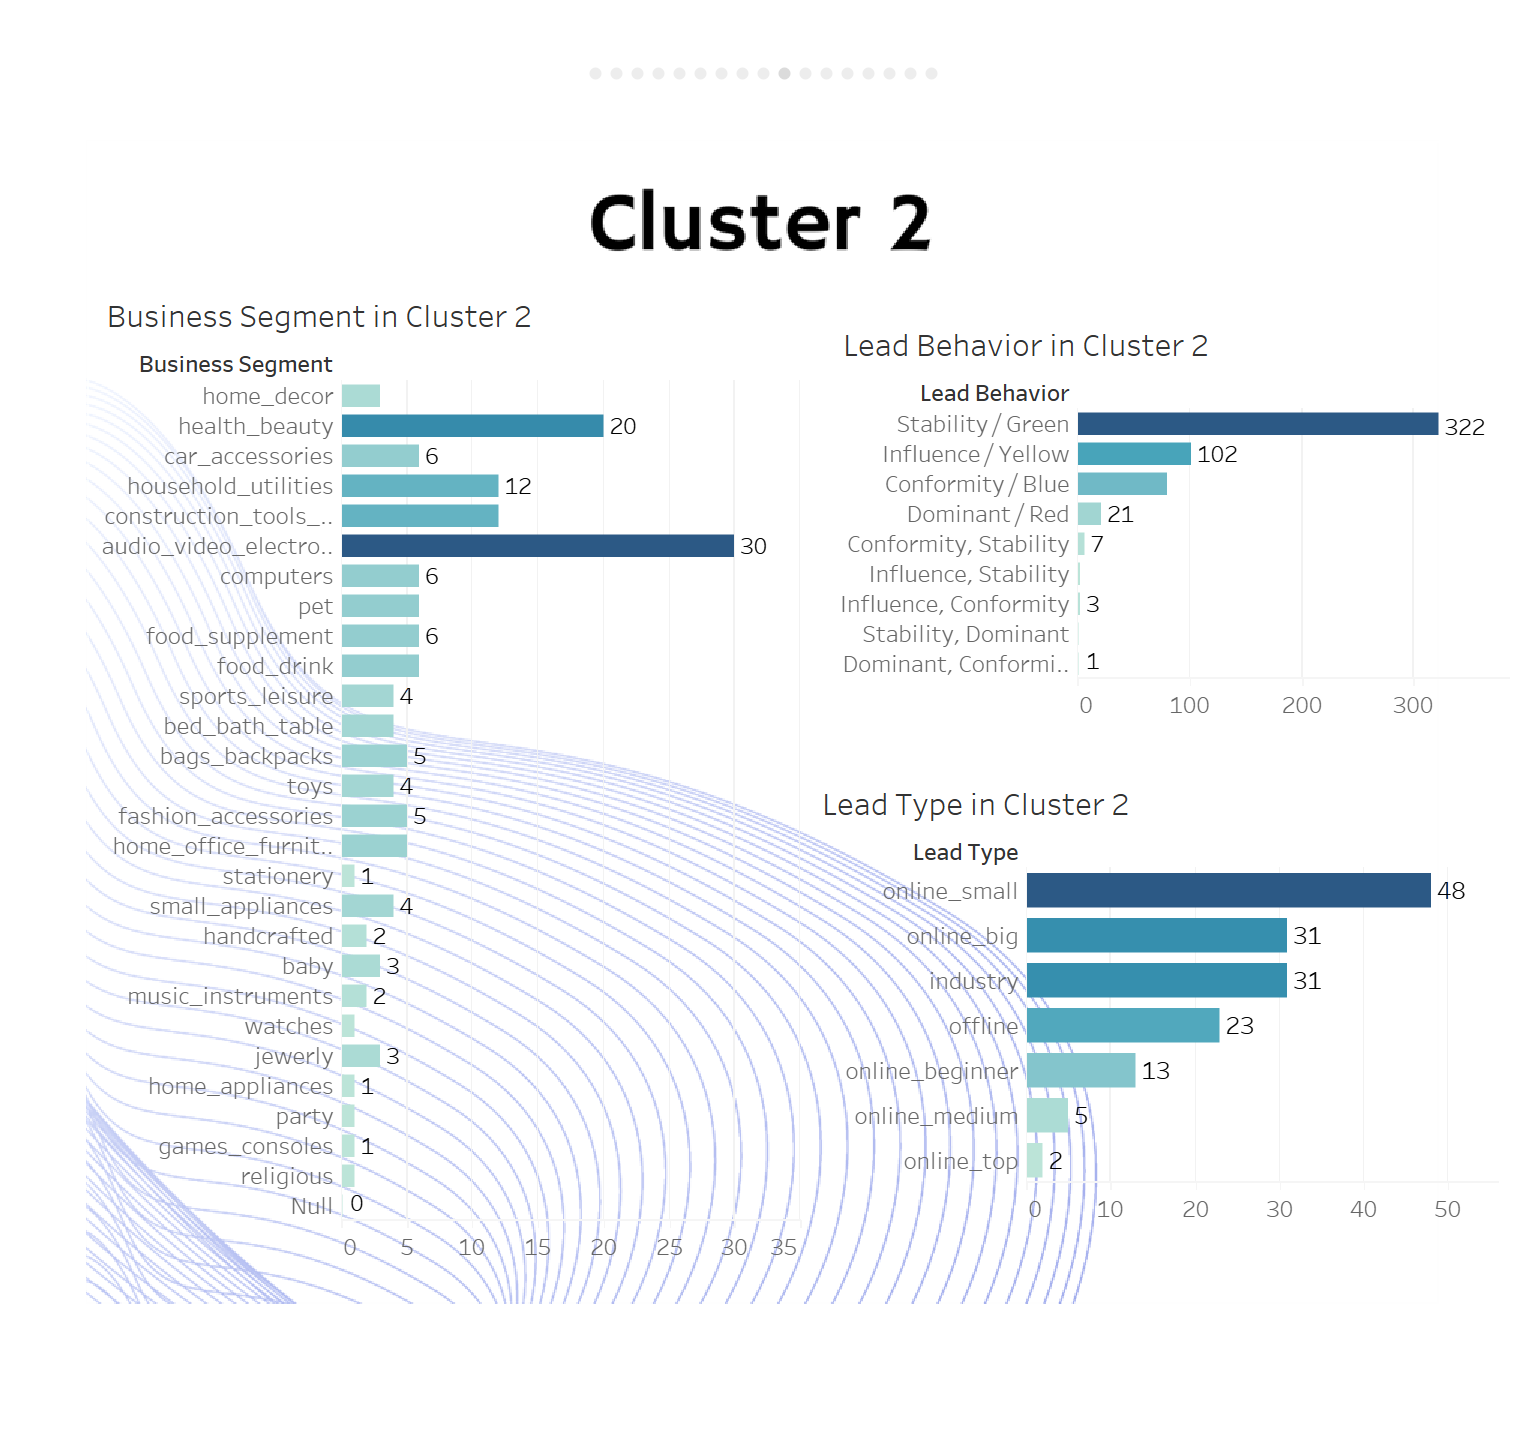 Cluster 2
Business Segment in Cluster 2
Business Segment
home_decor
health_beauty 20
car_accessories 6
household_utilities 12
construction_tools_..
audio_video_electro.. 30
computers 6
pet
food_supplement 6
food_drink
sports_leisure 4
bed_bath_table
bags_backpacks 5
toys 4
fashion_accessories 5
home_office_furnit..
stationery 1
small_appliances 4
handcrafted 2
baby 3
music_instruments 2
watches
jewerly 3
home_appliances 1
party
games_consoles 1
religious
Null 0
0 5 10 15 20 25 30 35
Lead Behavior in Cluster 2
Lead Behavior
Stability / Green 322
Influence / Yellow 102
Conformity / Blue
Dominant / Red 21
Conformity, Stability 7
Influence, Stability
Influence, Conformity 3
Stability, Dominant
Dominant, Conformi.. 1
0 100 200 300
Lead Type in Cluster 2
Lead Type
online_small 48
online_big 31
industry 31
offline 23
online_beginner 13
online_medium 5
online_top 2
0 10 20 30 40 50